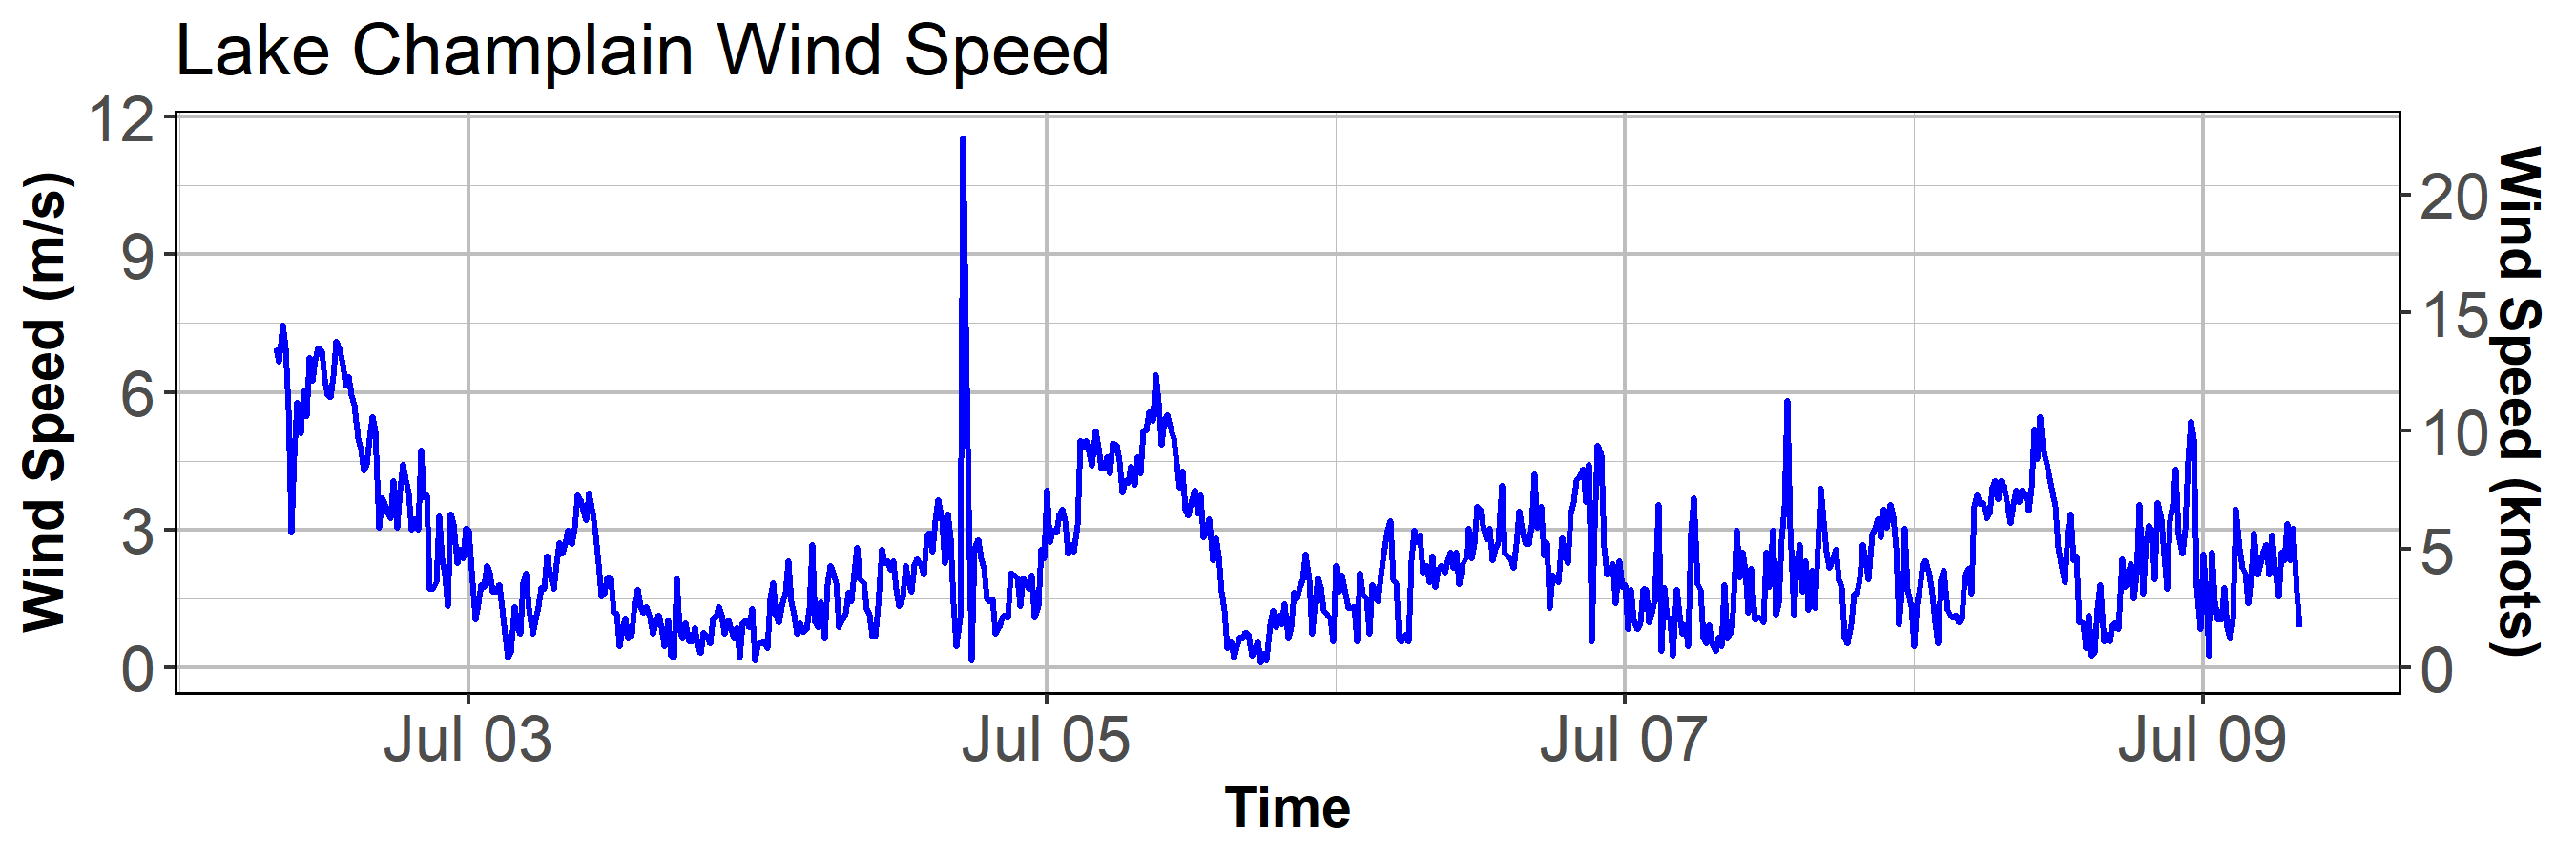 Lake Champlain Wind Speed
Wind Speed (m/s)
12
9
6
3
0
20
15
10
5
0
Wind Speed (knots)
Jul 03
Jul 05
Jul 07
Jul 09
Time